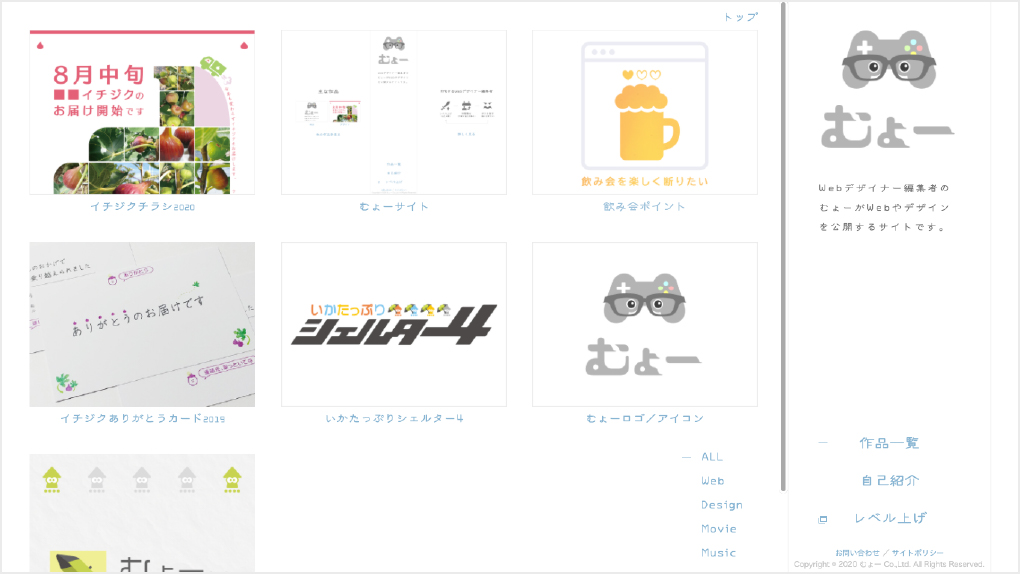 トップ
8月中旬
■■イチジクの
お届け開始です
イチジクチラシ2020
むょー
むょーサイト
飲み会を楽しく断りたい
飲み会ポイント
むょー
Webデザイナー編集者の
むょーがWebやデザイン
を公開するサイトです。
ありがとうのお届けです
イチジクありがとうカード2019
いかたっぷり
シェルター4
いかたっぷりシェルター4
むょー
むょーロゴ／アイコン
むょー
ALL
Web
Design
Movie
Music
作品一覧
自己紹介
レベル上げ
お問い合わせ ／ サイトポリシー
Copyright © 2020 むょー Co.,Ltd. All Rights Reserved.